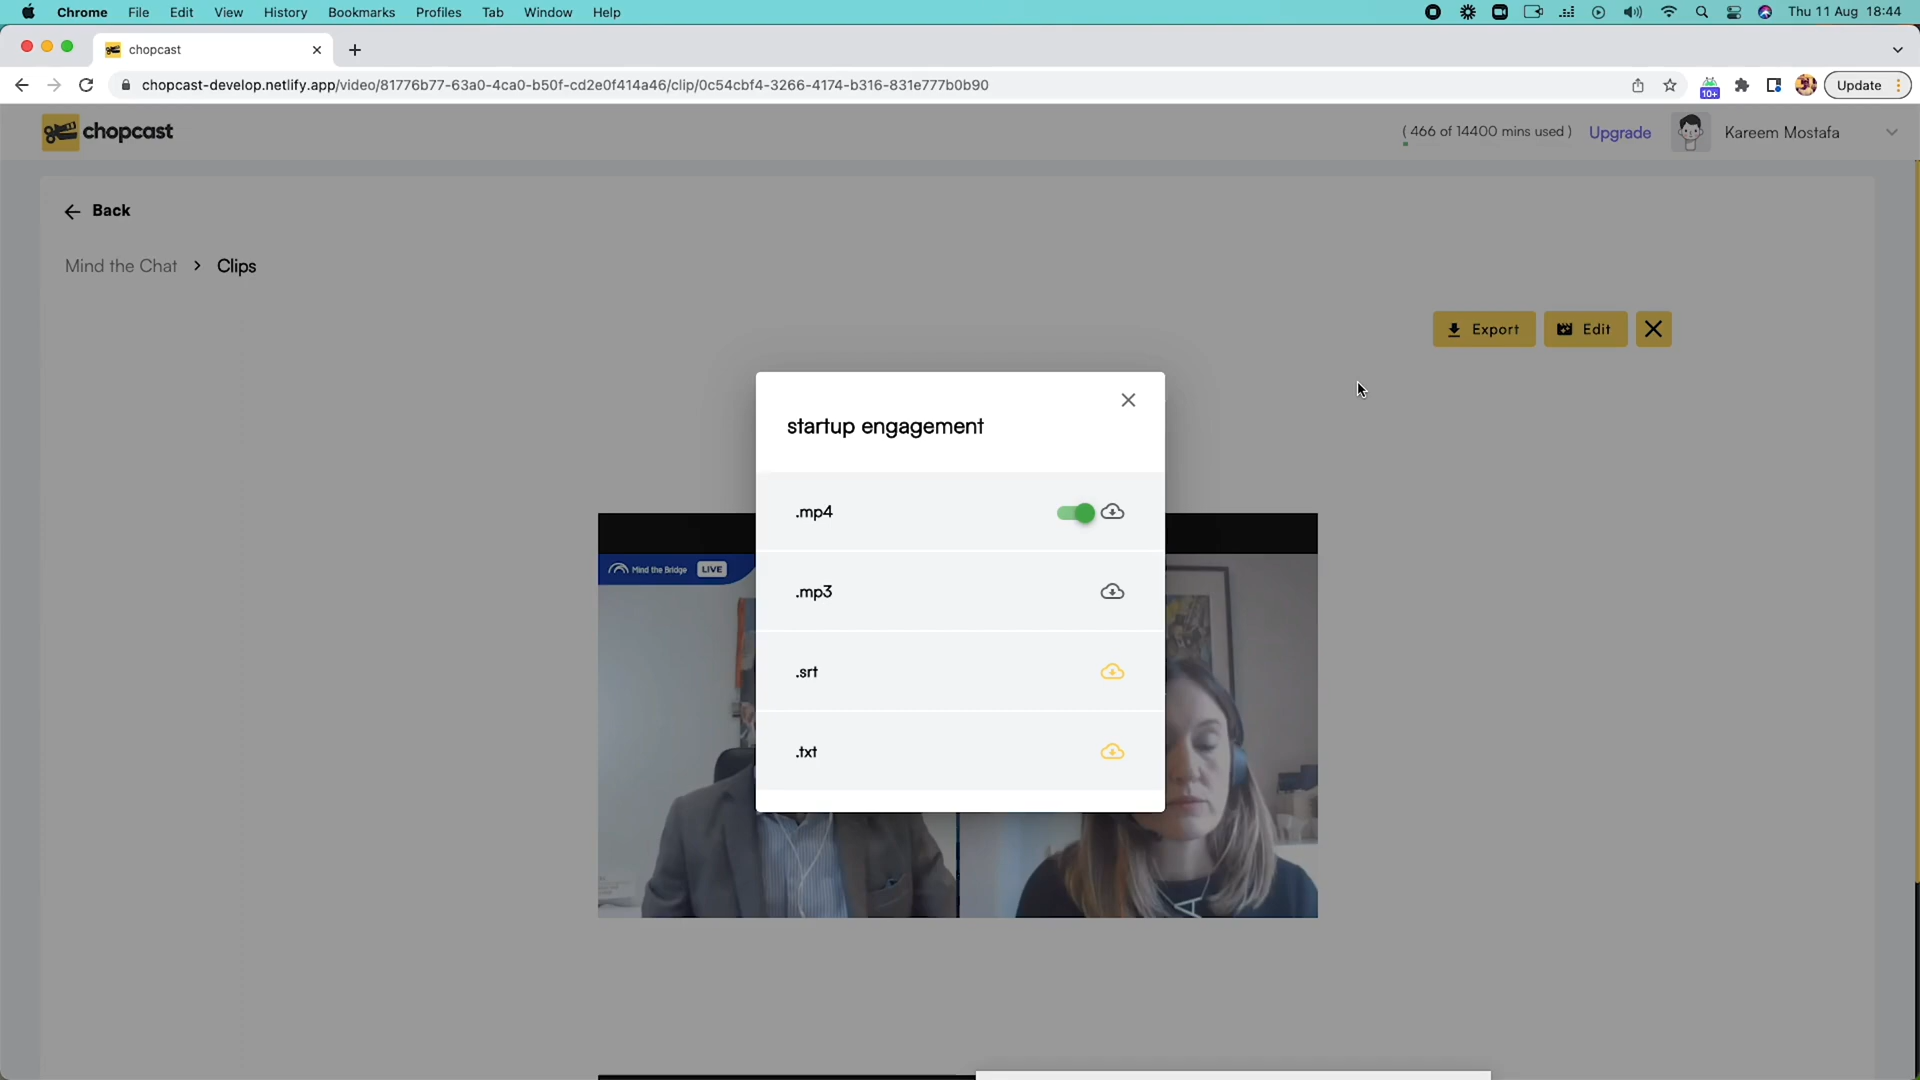 Chrome File Edit View History Bookmarks Profiles Tab Window Help Thu 11 Aug 18:44
chopcast
chopcast-develop.netlify.app/video/81776b77-63a0-4ca0-b50f-cd2e0f414a46/clip/0c54cbf4-3266-4174-b316-831e777b0b90 10+ Update
chopcast ( 466 of 14400 mins used ) Upgrade Kareem Mostafa
Back
Mind the Chat > Clips
Export Edit
startup engagement
.mp4
Mind the Bridge LIVE
.mp3
.srt
.txt